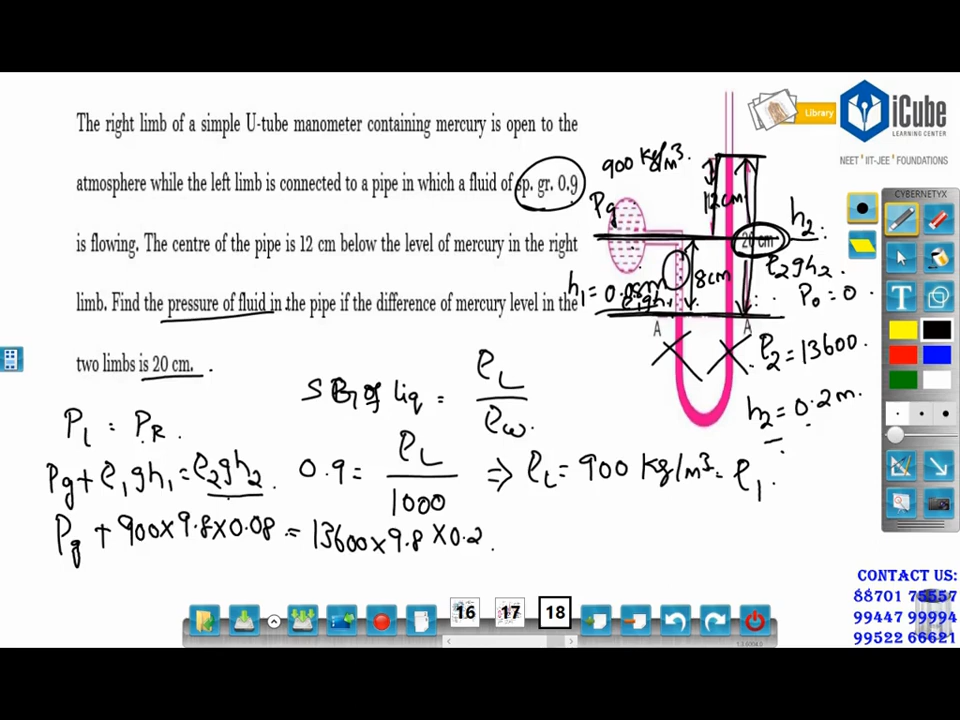 The right limb of a simple U-tube manometer containing mercury is open to the
atmosphere while the left limb is connected to a pipe in which a fluid of sp. gr. 0.9
is flowing. The centre of the pipe is 12 cm below the level of mercury in the right
limb. Find the pressure of fluid in the pipe if the difference of mercury level in the
two limbs is 20 cm.
Library
iCube
LEARNING CENTER
NEET | IIT-JEE | FOUNDATIONS
CYBERNETYX
900 kg/m³.
12cm
Pg
20 cm
h₂
8cm
ρ₂gh₂.
h₁ = 0.08m
ρ₁gh₁
P₀ = 0
A
A
ρ₂ = 13600.
h₂ = 0.2m.
of liq = ρL / ρω.
PL = PR.
Pg + ρ₁gh₁ = ρ₂gh₂.
0.9 = ρL / 1000 ⇒ ρL = 900 kg/m³ = ρ₁.
Pg + 900×9.8×0.08 = 13600×9.8×0.2.
16 17 18
CONTACT US:
88701 75557
99447 99994
99522 66621